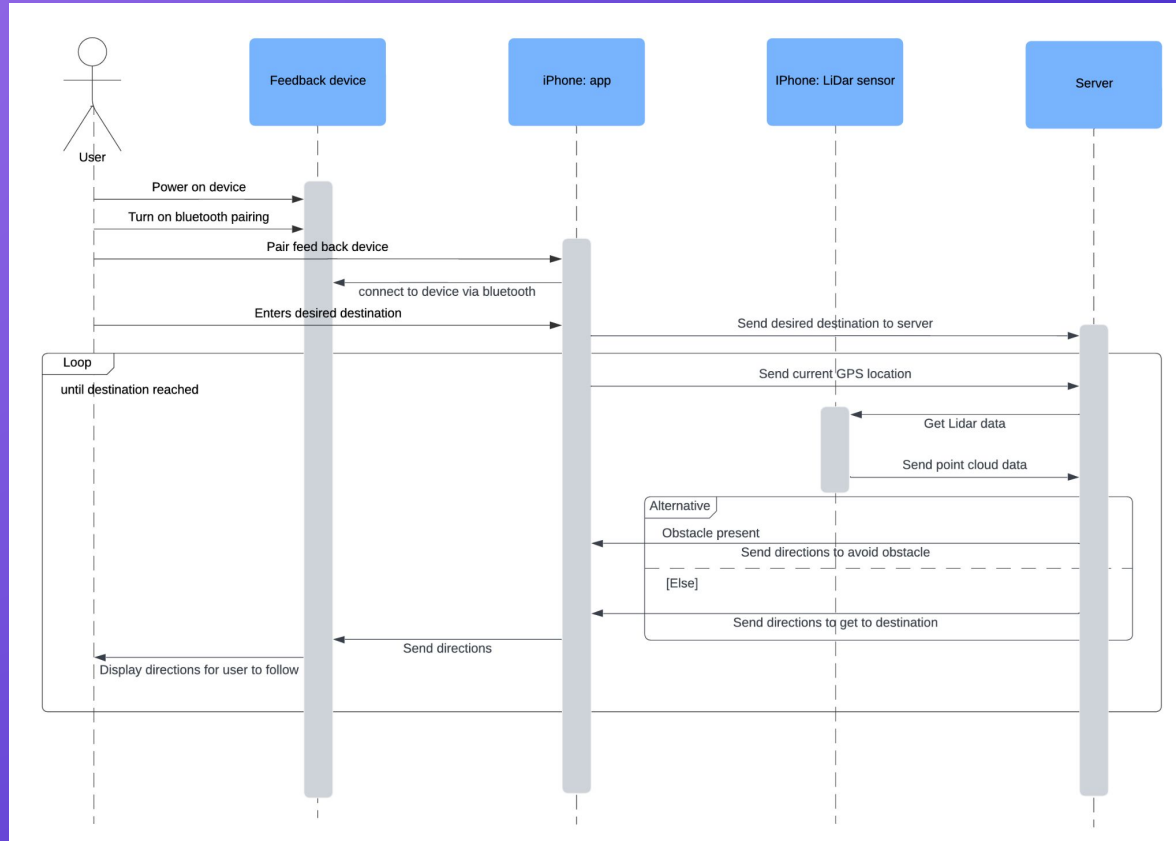 Feedback device
iPhone: app
IPhone: LiDar sensor
Server
User
Power on device
Turn on bluetooth pairing
Pair feed back device
connect to device via bluetooth
Enters desired destination
Send desired destination to server
Loop
until destination reached
Send current GPS location
Get Lidar data
Send point cloud data
Alternative
Obstacle present
Send directions to avoid obstacle
[Else]
Send directions to get to destination
Send directions
Display directions for user to follow